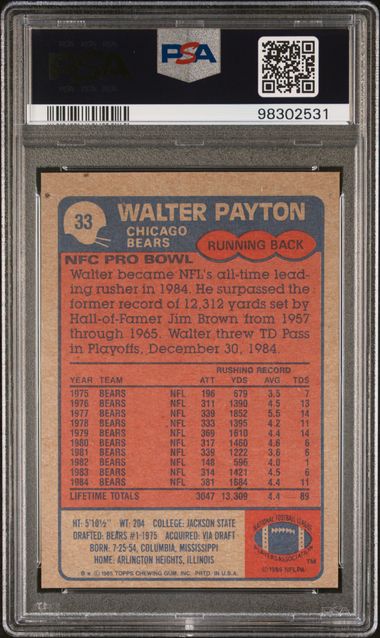 PSA
PSA
98302531
33 WALTER PAYTON
CHICAGO
BEARS
RUNNING BACK
NFC PRO BOWL
Walter became NFL's all-time lead-
ing rusher in 1984. He surpassed the
former record of 12,312 yards set by
Hall-of-Famer Jim Brown from 1957
through 1965. Walter threw TD Pass
in Playoffs, December 30, 1984.
RUSHING RECORD
YEAR TEAM ATT YDS AVG TDS
1975 BEARS NFL 196 679 3.5 7
1976 BEARS NFL 311 1390 4.5 13
1977 BEARS NFL 339 1852 5.5 14
1978 BEARS NFL 333 1395 4.2 11
1979 BEARS NFL 369 1610 4.4 14
1980 BEARS NFL 317 1460 4.6 6
1981 BEARS NFL 339 1222 3.6 6
1982 BEARS NFL 148 596 4.0 1
1983 BEARS NFL 314 1421 4.5 6
1984 BEARS NFL 381 1684 4.4 11
LIFETIME TOTALS 3047 13,309 4.4 89
HT: 5'10½" WT: 204 COLLEGE: JACKSON STATE
DRAFTED: BEARS #1-1975 ACQUIRED: VIA DRAFT
BORN: 7-25-54, COLUMBIA, MISSISSIPPI
HOME: ARLINGTON HEIGHTS, ILLINOIS
© 1985 TOPPS CHEWING GUM, INC. PRTD. IN U.S.A.
NATIONAL FOOTBALL LEAGUE
PLAYERS ASSOCIATION
TM
© 1984 NFLPA